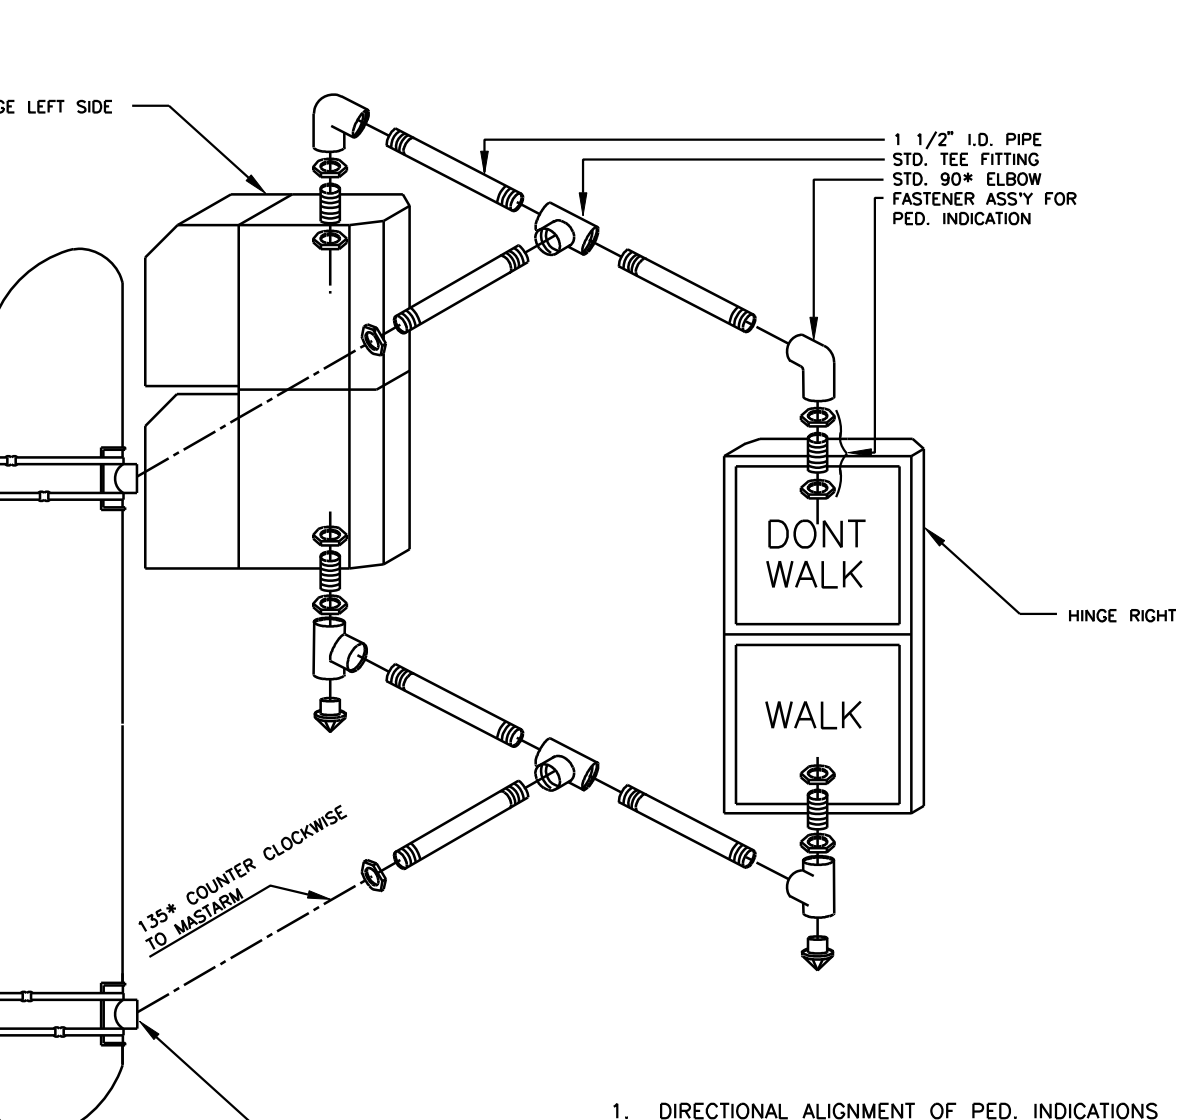 LEFT SIDE
1 1/2" I.D. PIPE
STD. TEE FITTING
STD. 90* ELBOW
FASTENER ASS'Y FOR
PED. INDICATION
DONT
WALK
HINGE RIGHT
WALK
135* COUNTER CLOCKWISE
TO MASTARM
1. DIRECTIONAL ALIGNMENT OF PED. INDICATIONS